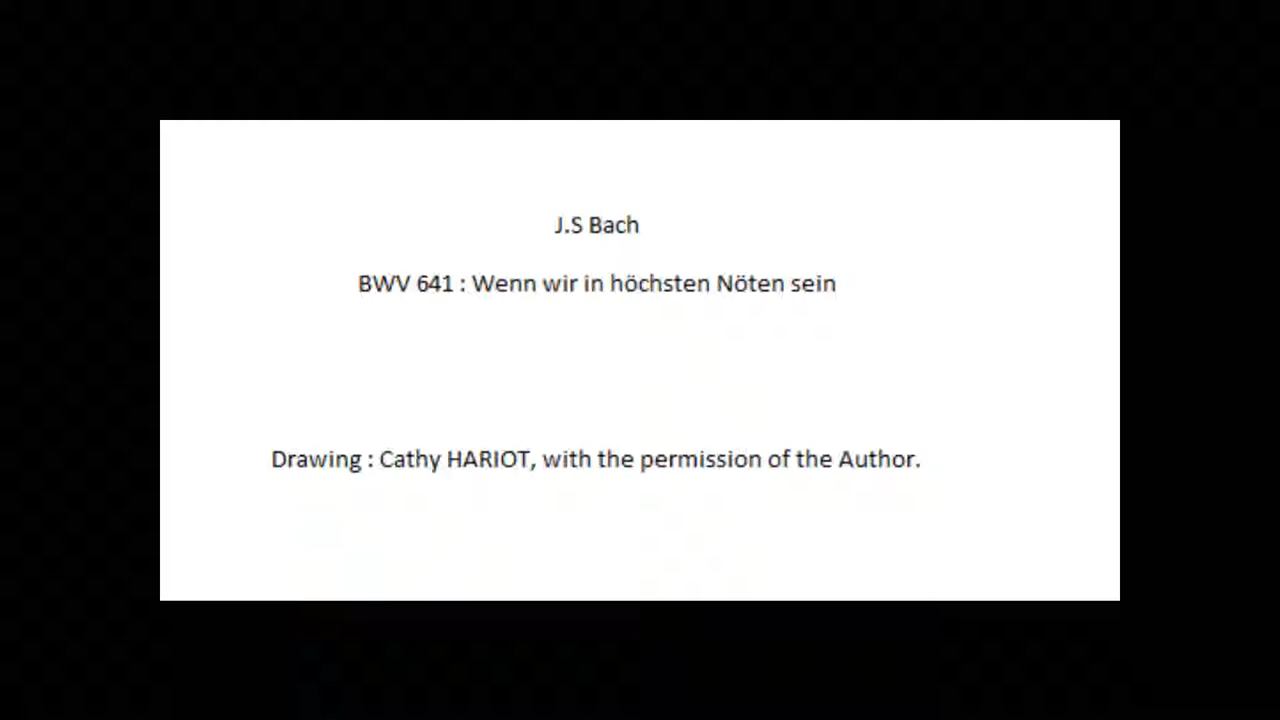 J.S Bach
BWV 641 : Wenn wir in höchsten Nöten sein
Drawing : Cathy HARIOT, with the permission of the Author.